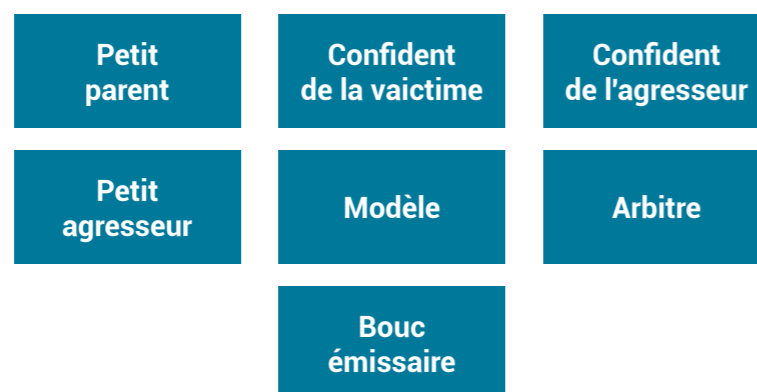 Petit
parent
Confident
de la vaictime
Confident
de l'agresseur
Petit
agresseur
Modèle
Arbitre
Bouc
émissaire